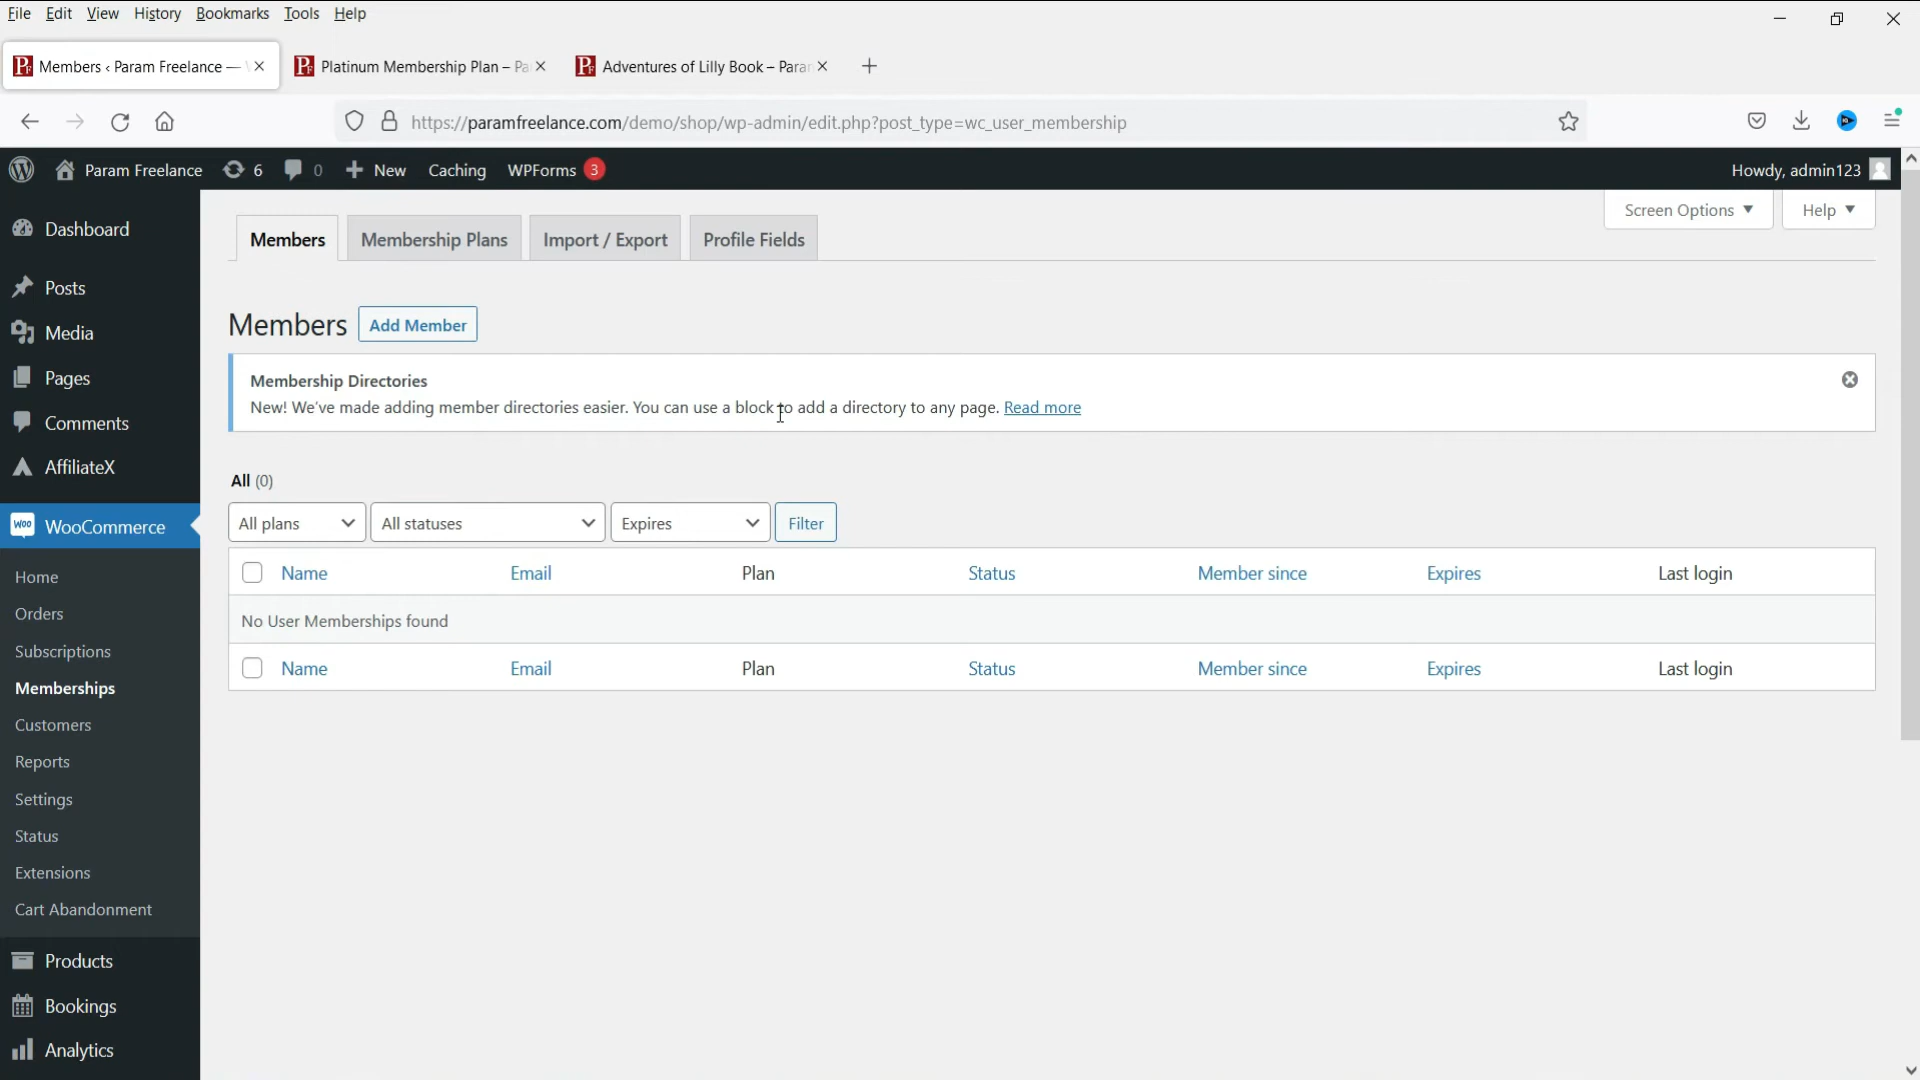 File Edit View History Bookmarks Tools Help
Members ‹ Param Freelance —
Platinum Membership Plan –
Adventures of Lilly Book –
https://paramfreelance.com/demo/shop/wp-admin/edit.php?post_type=wc_user_membership
Param Freelance 6 0 New Caching WPForms 3
Howdy, admin123
Dashboard
Posts
Media
Pages
Comments
AffiliateX
WooCommerce
Home
Orders
Subscriptions
Memberships
Customers
Reports
Settings
Status
Extensions
Cart Abandonment
Products
Bookings
Analytics
Screen Options Help
Members Membership Plans Import / Export Profile Fields
Members Add Member
Membership Directories
New! We've made adding member directories easier. You can use a block to add a directory to any page. Read more
All (0)
All plans All statuses Expires Filter
Name Email Plan Status Member since Expires Last login
No User Memberships found
Name Email Plan Status Member since Expires Last login